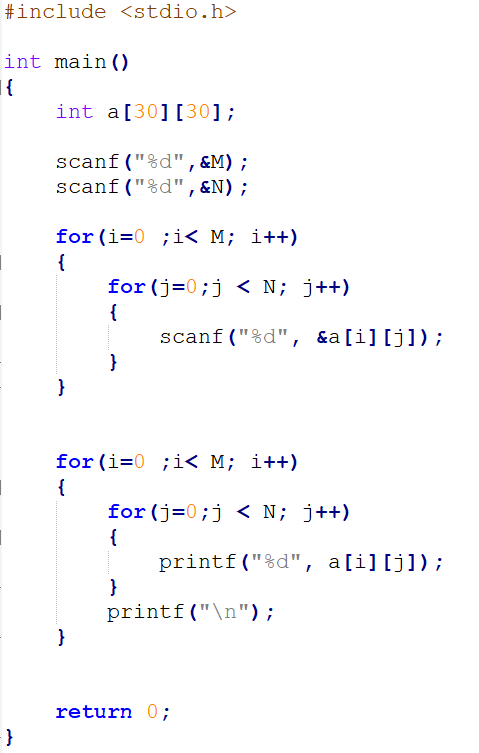 #include <stdio.h>
int main()
{
int a[30][30];
scanf("%d",&M);
scanf("%d",&N);
for(i=0 ;i< M; i++)
{
for(j=0;j < N; j++)
{
scanf("%d", &a[i][j]);
}
}
for(i=0 ;i< M; i++)
{
for(j=0;j < N; j++)
{
printf("%d", a[i][j]);
}
printf("\n");
}
return 0;
}